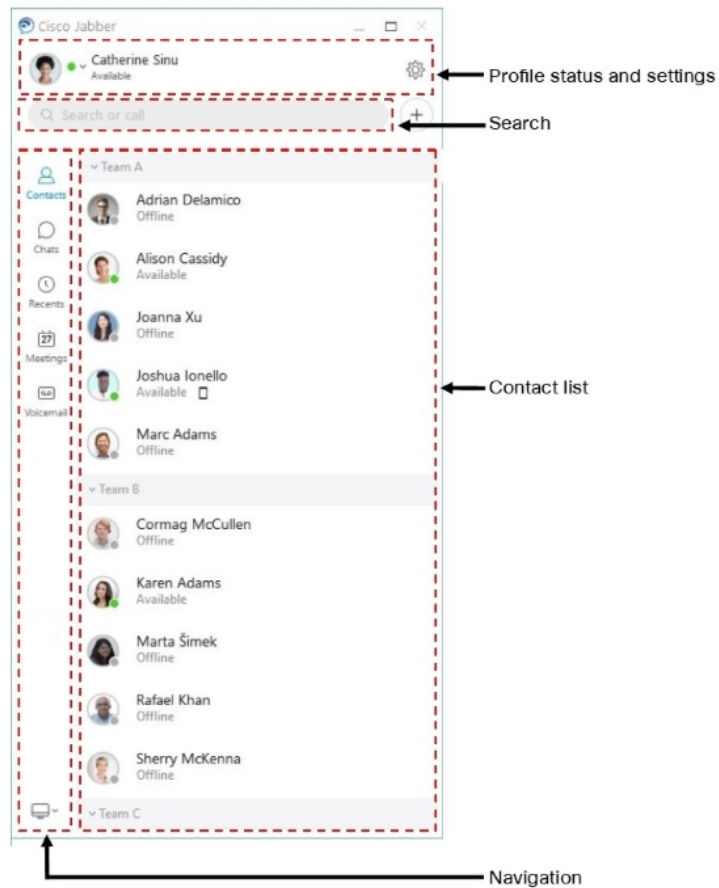 Cisco Jabber
Catherine Sinu
Available
Profile status and settings
Search or call
Search
Contacts
Chats
Recents
27
Meetings
Voicemail
Team A
Adrian Delamico
Offline
Alison Cassidy
Available
Joanna Xu
Offline
Joshua Ionello
Available
Contact list
Marc Adams
Offline
Team B
Cormag McCullen
Offline
Karen Adams
Available
Marta Šimek
Offline
Rafael Khan
Offline
Sherry McKenna
Offline
Team C
Navigation